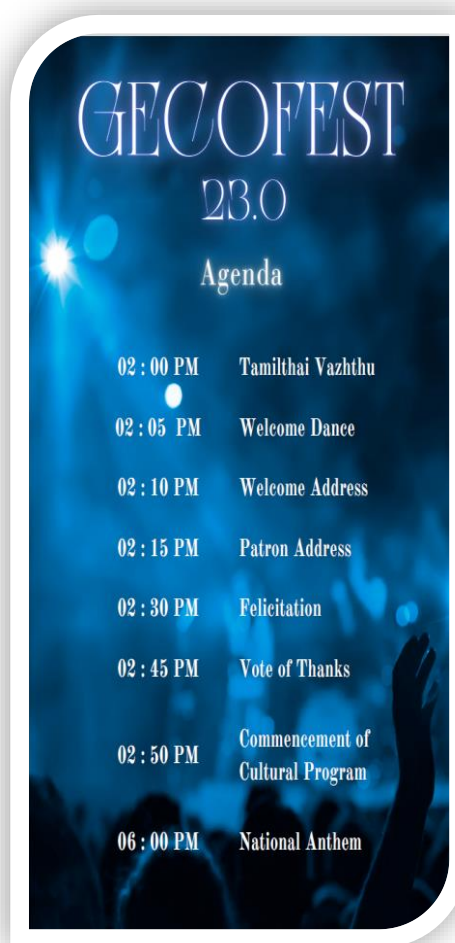 GECOFEST
23.0
Agenda
02 : 00 PM Tamilthai Vazhthu
02 : 05 PM Welcome Dance
02 : 10 PM Welcome Address
02 : 15 PM Patron Address
02 : 30 PM Felicitation
02 : 45 PM Vote of Thanks
02 : 50 PM Commencement of
Cultural Program
06 : 00 PM National Anthem